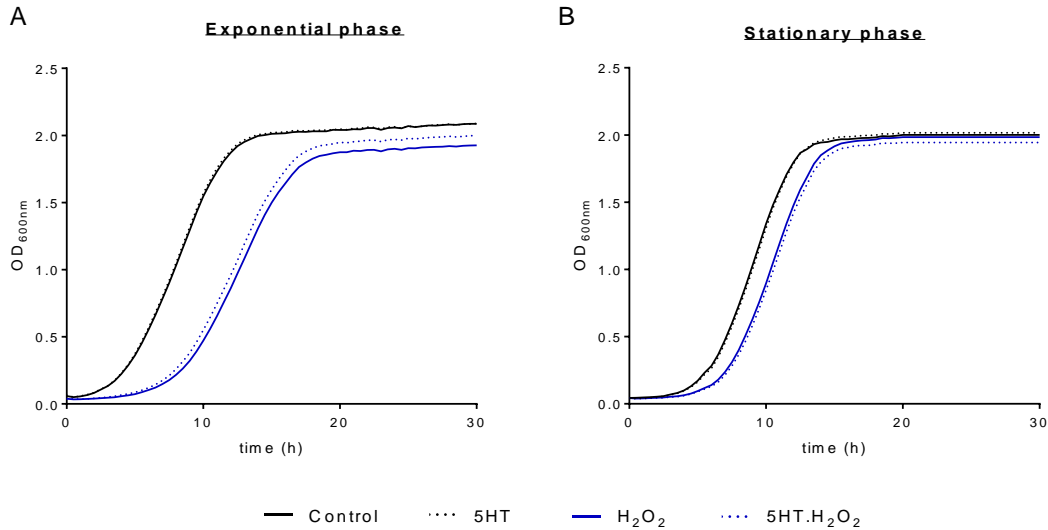 A
Exponential phase
2.5
2.0
1.5
1.0
0.5
0.0
OD600nm
0
10
20
30
time (h)
B
Stationary phase
2.5
2.0
1.5
1.0
0.5
0.0
OD600nm
0
10
20
30
time (h)
Control
5HT
H2O2
5HT.H2O2